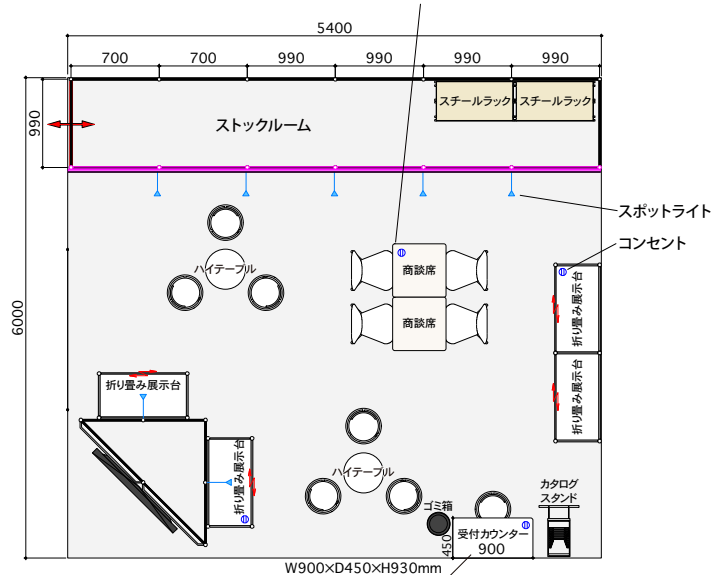 5400
700
700
990
990
990
990
990
6000
スチールラック
スチールラック
ストックルーム
スポットライト
コンセント
ハイテーブル
商談席
商談席
折り畳み展示台
折り畳み展示台
折り畳み展示台
折り畳み展示台
ハイテーブル
ゴミ箱
カタログ
スタンド
受付カウンター
900
450
W900×D450×H930mm